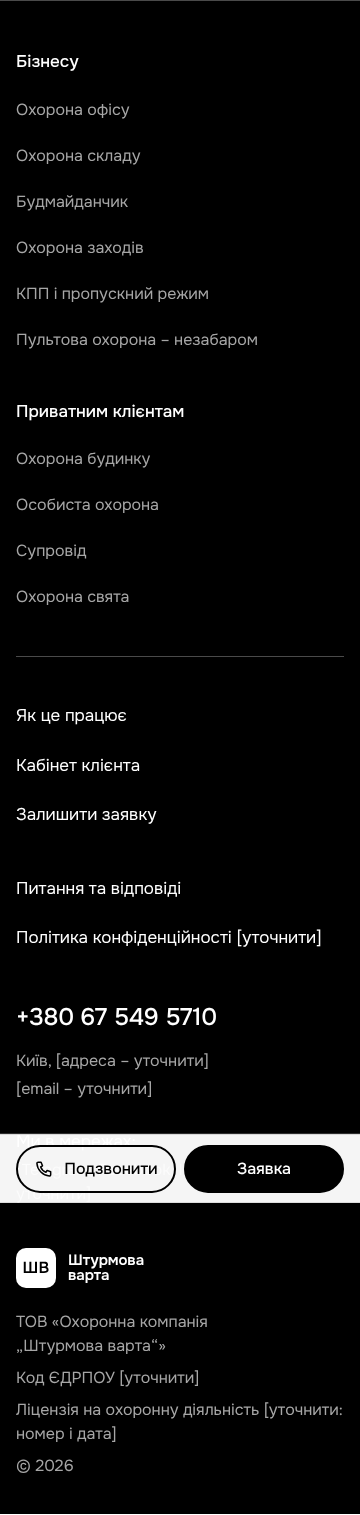 Бізнесу
Охорона офісу
Охорона складу
Будмайданчик
Охорона заходів
КПП і пропускний режим
Пультова охорона – незабаром
Приватним клієнтам
Охорона будинку
Особиста охорона
Супровід
Охорона свята
Як це працює
Кабінет клієнта
Залишити заявку
Питання та відповіді
Політика конфіденційності [уточнити]
+380 67 549 5710
Київ, [адреса – уточнити]
[email – уточнити]
Ми в мережах:
Подзвонити
Заявка
ШВ
Штурмова
варта
ТОВ «Охоронна компанія
„Штурмова варта“»
Код ЄДРПОУ [уточнити]
Ліцензія на охоронну діяльність [уточнити:
номер і дата]
© 2026